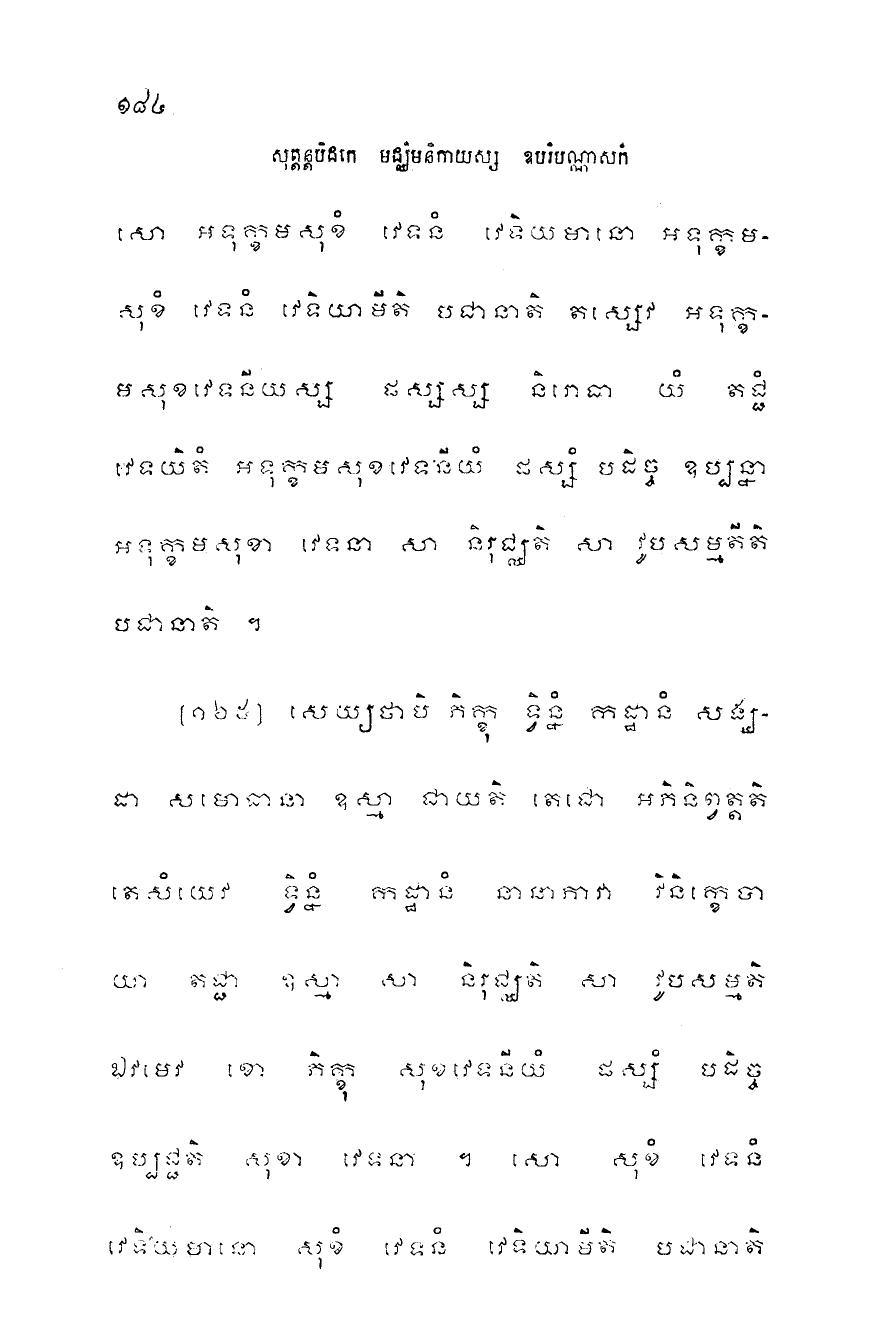 ១៨៤
សុត្តន្តបិដកេ មជ្ឈិមនិកាយស្ស ឧបរិបណ្ណាសកំ
សោ អទុក្ខមសុខំ វេទនំ វេទិយមានោ អទុក្ខម-
សុខំ វេទនំ វេទិយាមីតិ បជានាតិ តស្សេវ អទុក្ខ-
មសុខវេទនីយស្ស ផស្សស្ស និរោធា យំ តជ្ជំ
វេទយិតំ អទុក្ខមសុខវេទនីយំ ផស្សំ បដិច្ច ឧប្បន្នា
អទុក្ខមសុខា វេទនា សា និរុជ្ឈតិ សា វូបសម្មតីតិ
បជានាតិ ។
[១៦៥] សេយ្យថាបិ ភិក្ខុ ទ្វិន្នំ កដ្ឋានំ សង្ឃ-
ដា សមោធានា ឧស្មា ជាយតិ តេជោ អភិនិព្វត្តតិ
តេសំយេវ ទ្វិន្នំ កដ្ឋានំ នានាភាវា វិនិក្ខេបា
យា តជ្ជា ឧស្មា សា និរុជ្ឈតិ សា វូបសម្មតិ
ឯវមេវ ខោ ភិក្ខុ សុខវេទនីយំ ផស្សំ បដិច្ច
ឧប្បជ្ជតិ សុខា វេទនា ។ សោ សុខំ វេទនំ
វេទិយមានោ សុខំ វេទនំ វេទិយាមីតិ បជានាតិ